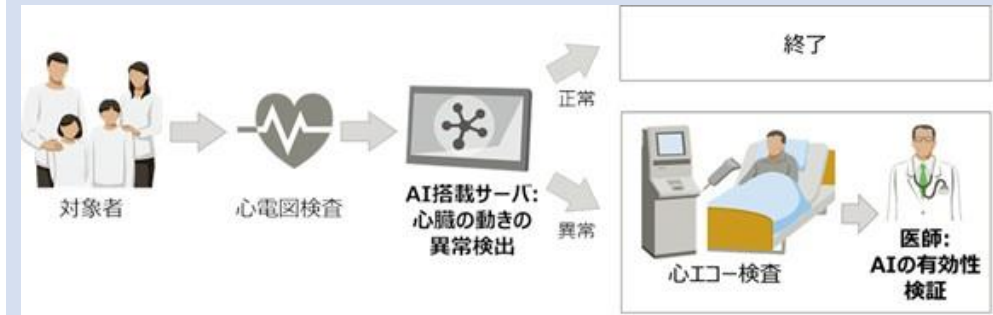 対象者
心電図検査
AI搭載サーバ:
心臓の動きの
異常検出
正常
終了
異常
心エコー検査
医師:
AIの有効性
検証